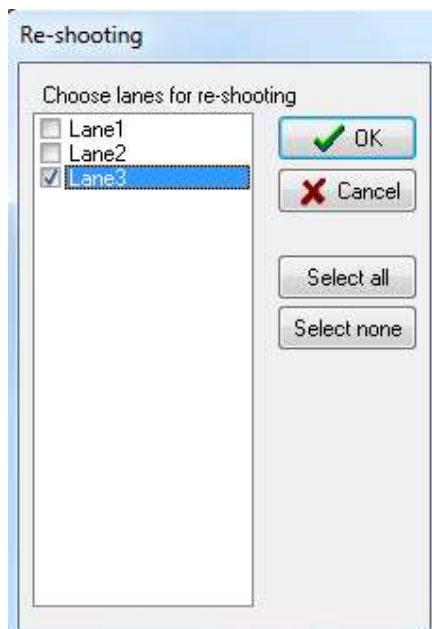 Re-shooting
Choose lanes for re-shooting
Lane1
Lane2
Lane3
OK
Cancel
Select all
Select none